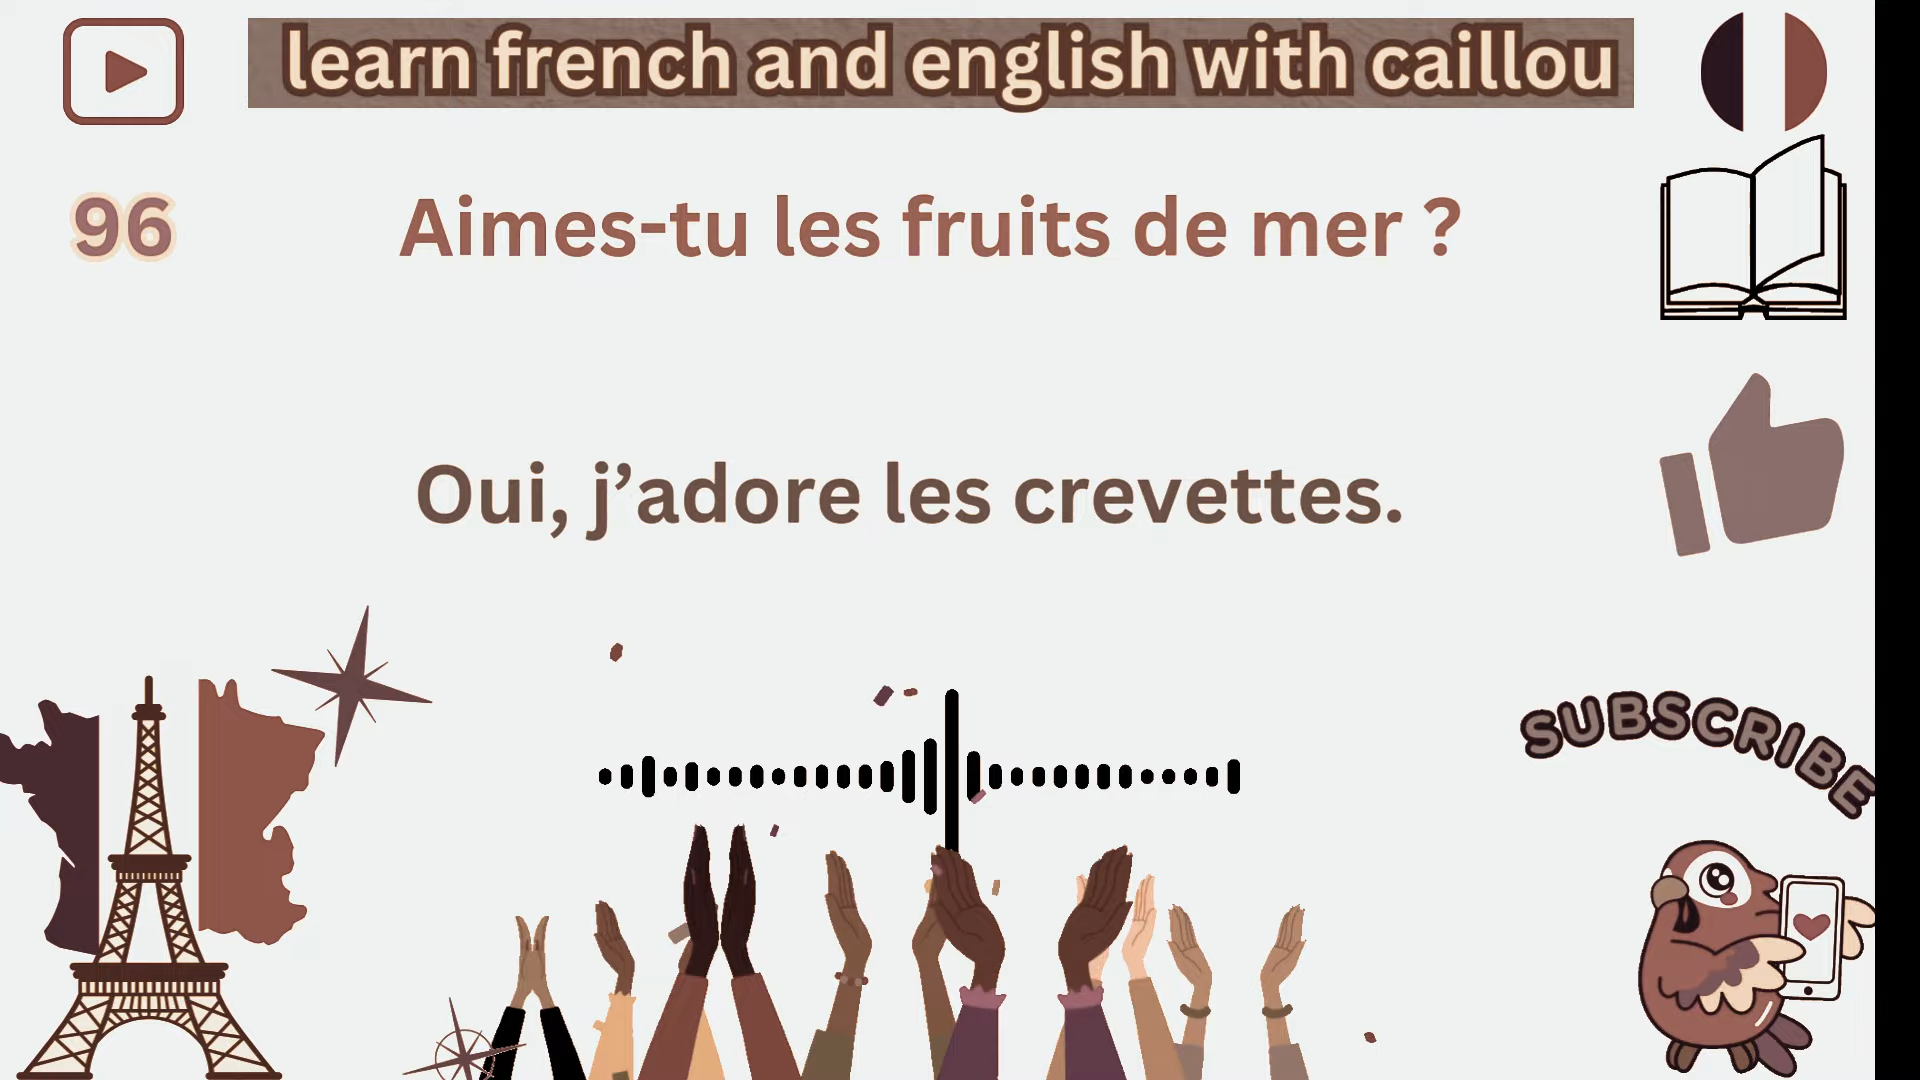 learn french and english with caillou
96
Aimes-tu les fruits de mer ?
Oui, j’adore les crevettes.
SUBSCRIBE